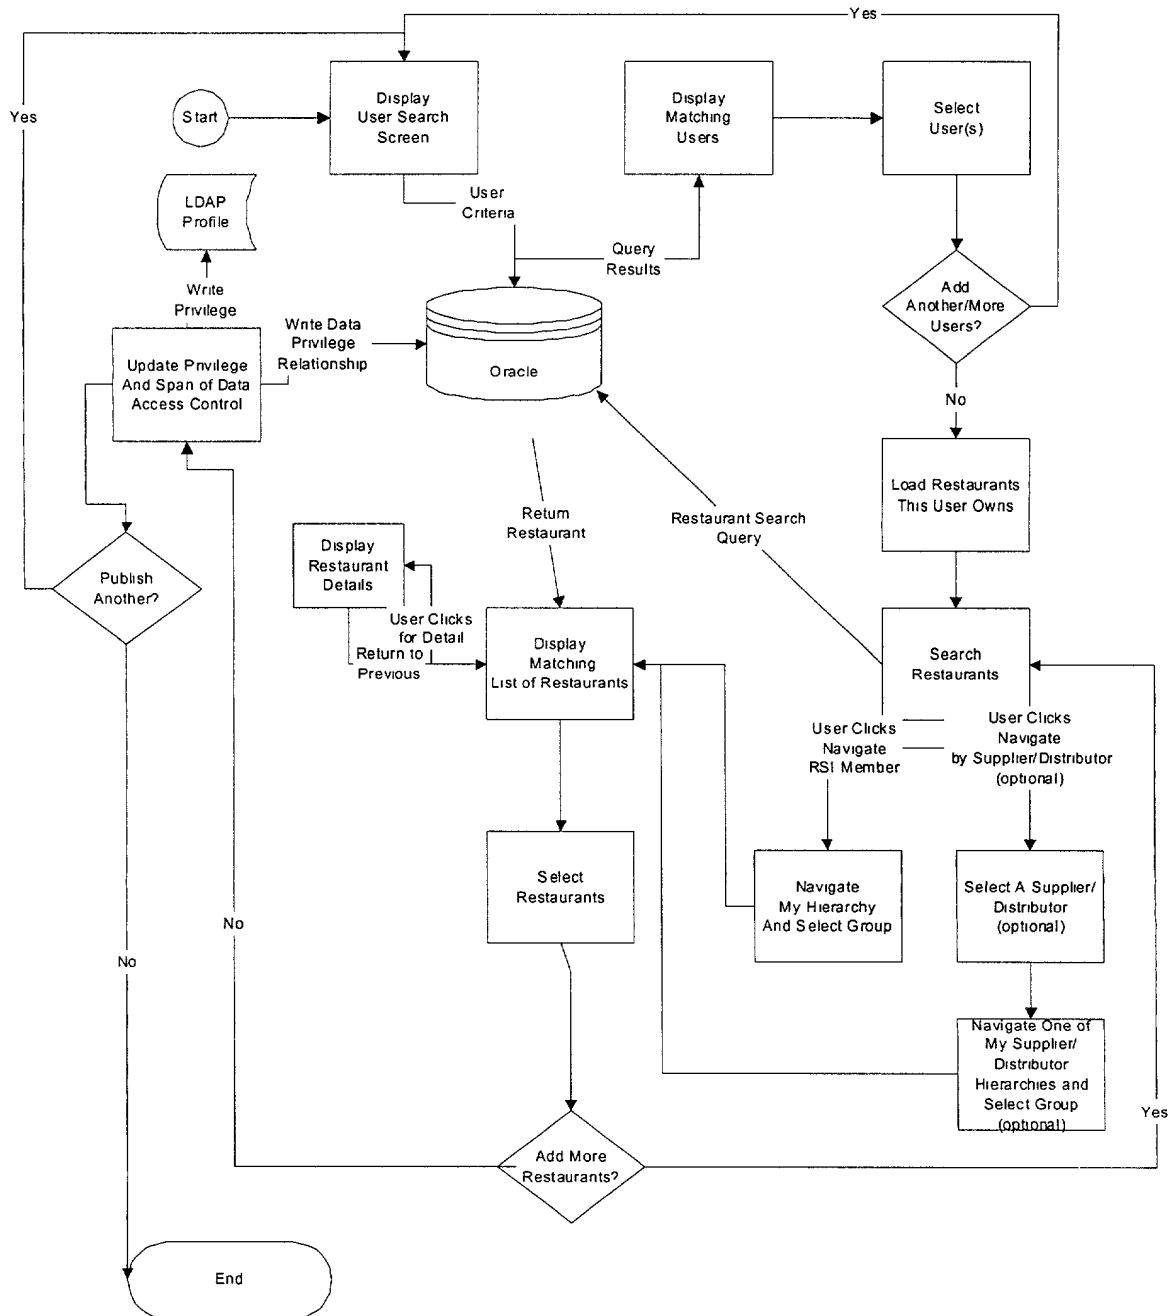 Yes
Yes
Start
Display
User Search
Screen
Display
Matching
Users
Select
User(s)
LDAP
Profile
User
Criteria
Query
Results
Add
Another/More
Users?
Write
Privilege
Write Data
Privilege
Relationship
Oracle
Update Privilege
And Span of Data
Access Control
No
Load Restaurants
This User Owns
Return
Restaurant
Restaurant Search
Query
Display
Restaurant
Details
Publish
Another?
User Clicks
for Detail
Return to
Previous
Display
Matching
List of Restaurants
Search
Restaurants
User Clicks
Navigate
RSI Member
User Clicks
Navigate
by Supplier/Distributor
(optional)
Select
Restaurants
Navigate
My Hierarchy
And Select Group
Select A Supplier/
Distributor
(optional)
No
No
Navigate One of
My Supplier/
Distributor
Hierarchies and
Select Group
(optional)
Yes
Add More
Restaurants?
End